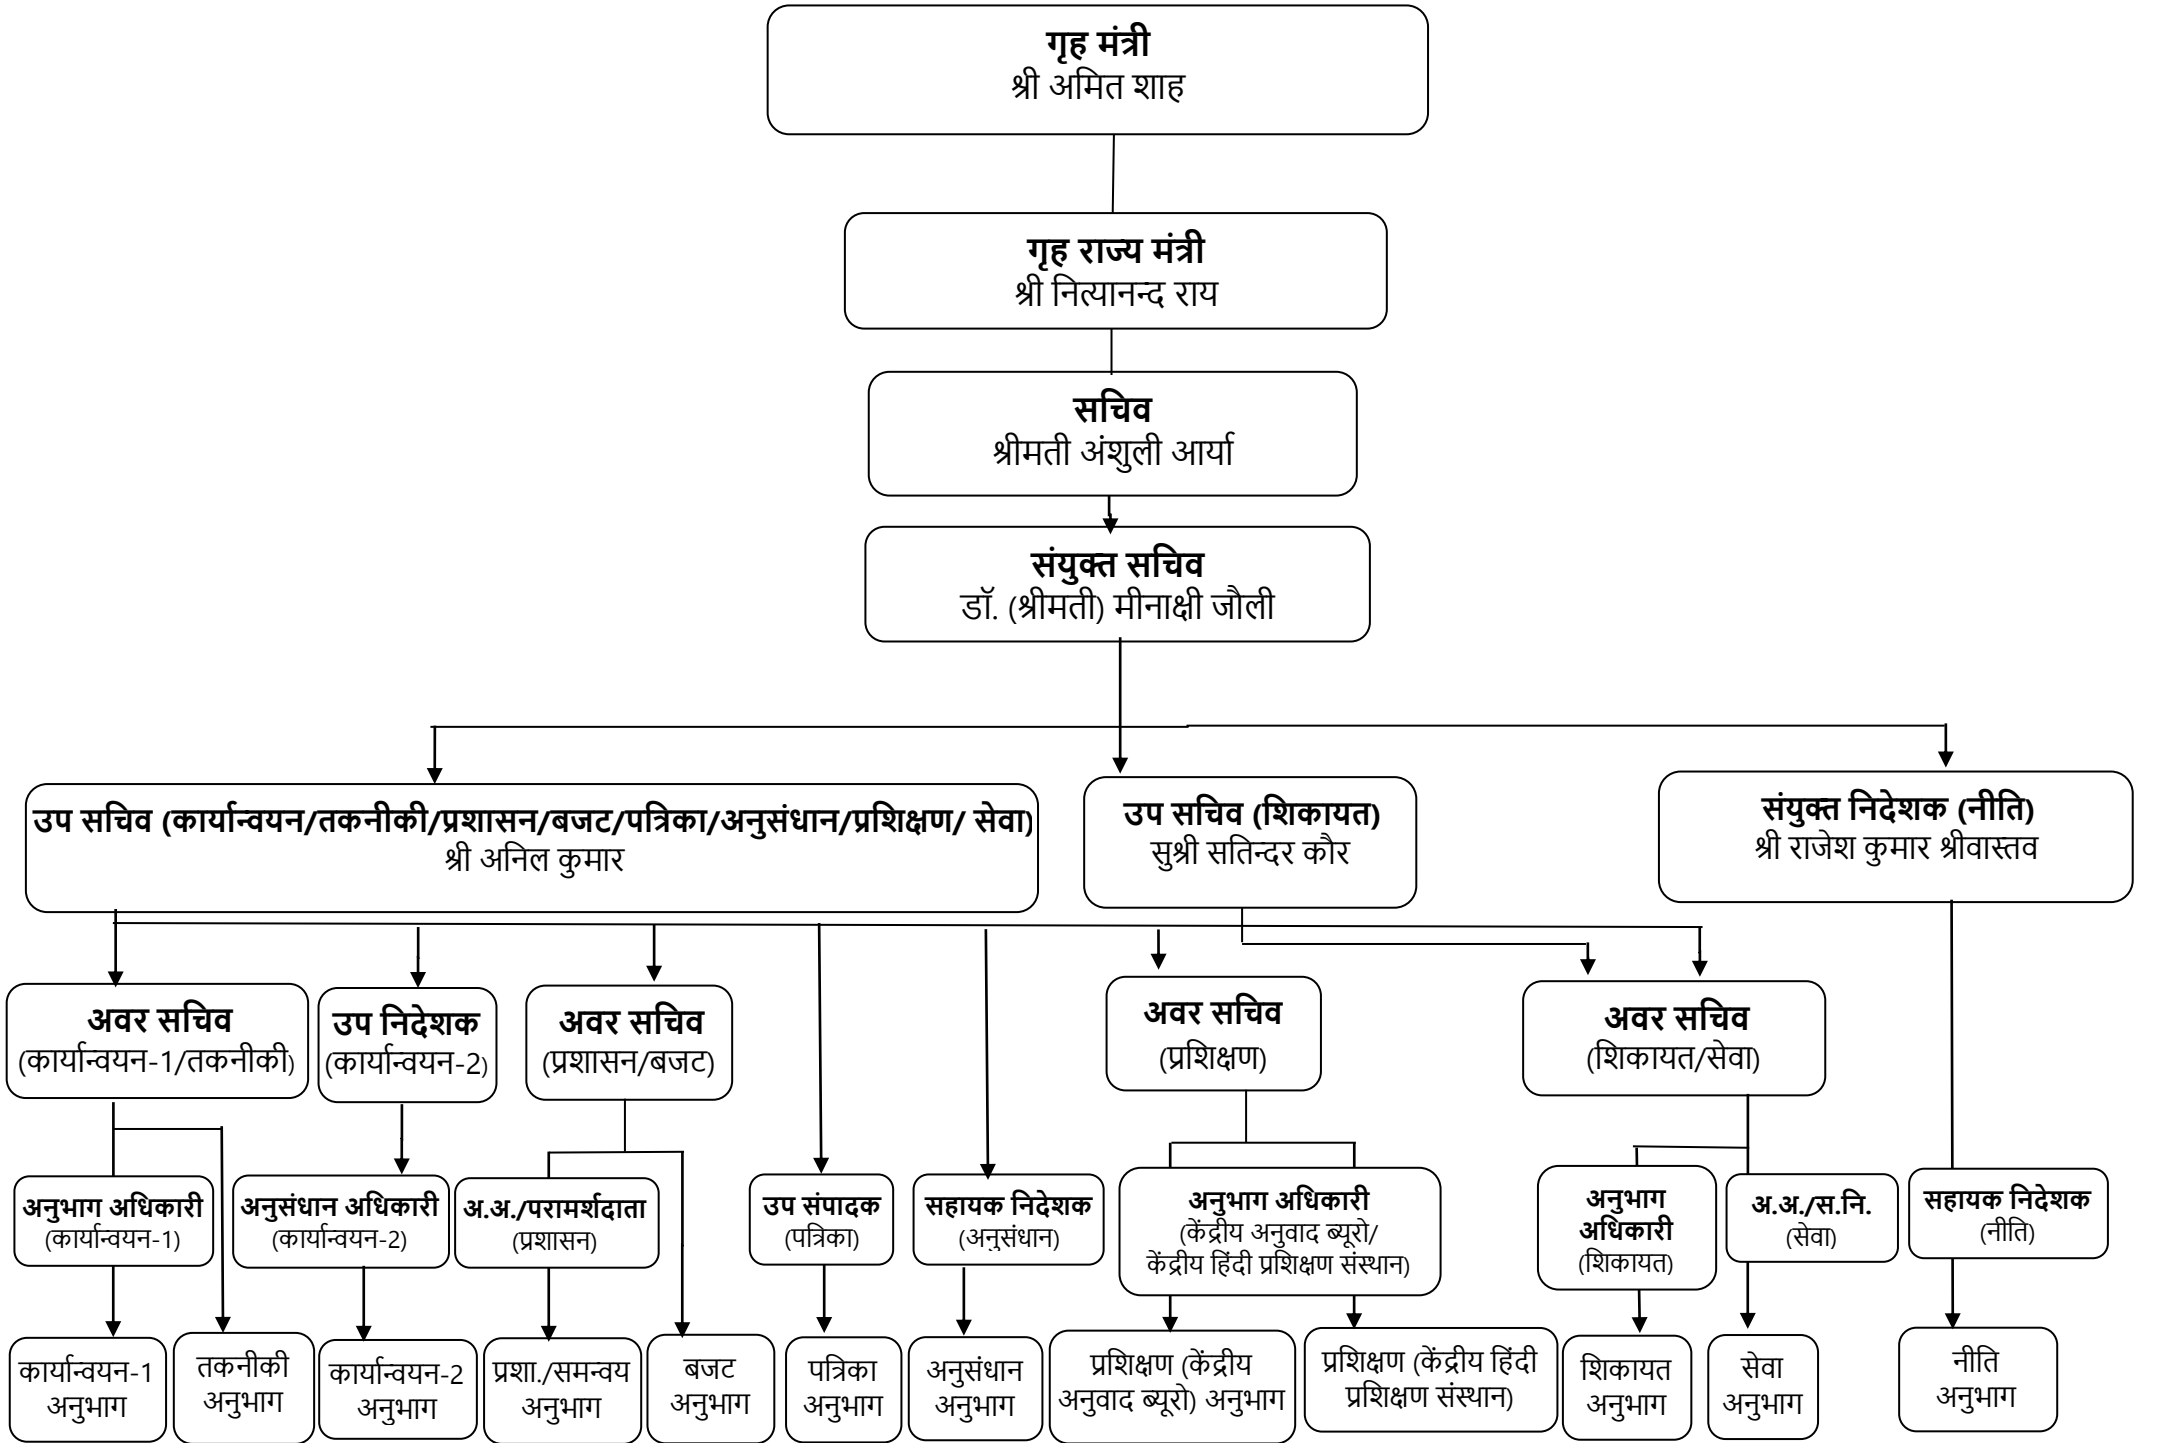 गृह मंत्री
श्री अमित शाह
गृह राज्य मंत्री
श्री नित्यानन्द राय
सचिव
श्रीमती अंशुली आर्या
संयुक्त सचिव
डॉ. (श्रीमती) मीनाक्षी जौली
उप सचिव (कार्यान्वयन/तकनीकी/प्रशासन/बजट/पत्रिका/अनुसंधान/प्रशिक्षण/ सेवा)
श्री अनिल कुमार
उप सचिव (शिकायत)
सुश्री सतिन्दर कौर
संयुक्त निदेशक (नीति)
श्री राजेश कुमार श्रीवास्तव
अवर सचिव
(कार्यान्वयन-1/तकनीकी)
उप निदेशक
(कार्यान्वयन-2)
अवर सचिव
(प्रशासन/बजट)
अवर सचिव
(प्रशिक्षण)
अवर सचिव
(शिकायत/सेवा)
अनुभाग अधिकारी
(कार्यान्वयन-1)
अनुसंधान अधिकारी
(कार्यान्वयन-2)
अ.अ./परामर्शदाता
(प्रशासन)
उप संपादक
(पत्रिका)
सहायक निदेशक
(अनुसंधान)
अनुभाग अधिकारी
(केंद्रीय अनुवाद ब्यूरो/
केंद्रीय हिंदी प्रशिक्षण संस्थान)
अनुभाग
अधिकारी
(शिकायत)
अ.अ./स.नि.
(सेवा)
सहायक निदेशक
(नीति)
कार्यान्वयन-1
अनुभाग
तकनीकी
अनुभाग
कार्यान्वयन-2
अनुभाग
प्रशा./समन्वय
अनुभाग
बजट
अनुभाग
पत्रिका
अनुभाग
अनुसंधान
अनुभाग
प्रशिक्षण (केंद्रीय
अनुवाद ब्यूरो) अनुभाग
प्रशिक्षण (केंद्रीय हिंदी
प्रशिक्षण संस्थान)
शिकायत
अनुभाग
सेवा
अनुभाग
नीति
अनुभाग